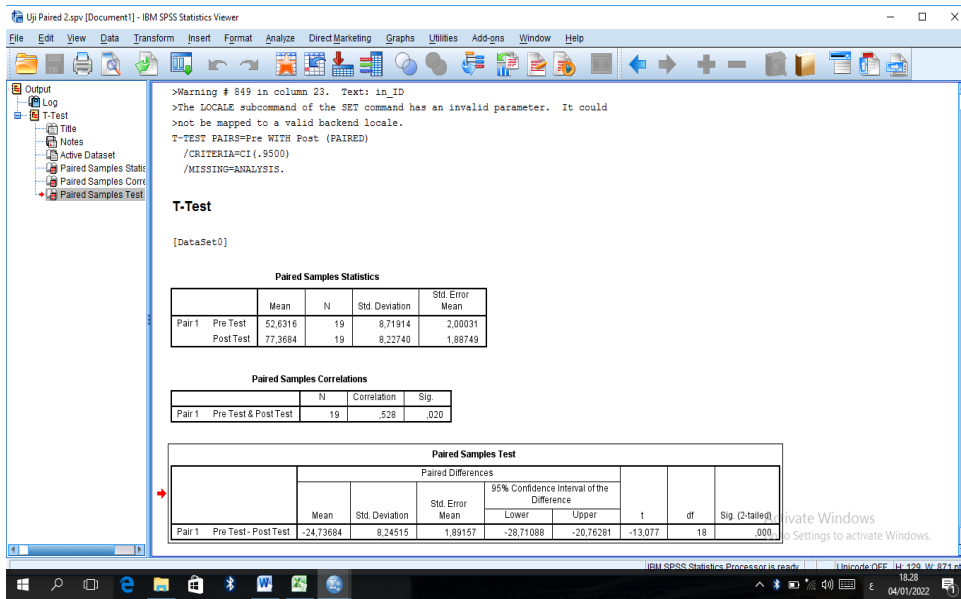 Uji Paired 2.spv [Document1] - IBM SPSS Statistics Viewer
File Edit View Data Transform Insert Format Analyze Direct Marketing Graphs Utilities Add-ons Window Help
Output
Log
T-Test
Title
Notes
Active Dataset
Paired Samples Statis
Paired Samples Corre
Paired Samples Test
>Warning # 849 in column 23. Text: in_ID
>The LOCALE subcommand of the SET command has an invalid parameter. It could
>not be mapped to a valid backend locale.
T-TEST PAIRS=Pre WITH Post (PAIRED)
/CRITERIA=CI(.9500)
/MISSING=ANALYSIS.
T-Test
[DataSet0]
Paired Samples Statistics
Mean N Std. Deviation Std. Error Mean
Pair 1 Pre Test 52,6316 19 8,71914 2,00031
Post Test 77,3684 19 8,22740 1,88749
Paired Samples Correlations
N Correlation Sig.
Pair 1 Pre Test & Post Test 19 ,528 ,020
Paired Samples Test
Paired Differences
95% Confidence Interval of the Difference
Mean Std. Deviation Std. Error Mean Lower Upper t df Sig. (2-tailed)
Pair 1 Pre Test - Post Test -24,73684 8,24515 1,89157 -28,71088 -20,76281 -13,077 18 ,000
Activate Windows
Go to Settings to activate Windows.
IBM SPSS Statistics Processor is ready Unicode:OFF H: 129, W: 871 pt
18.28
04/01/2022